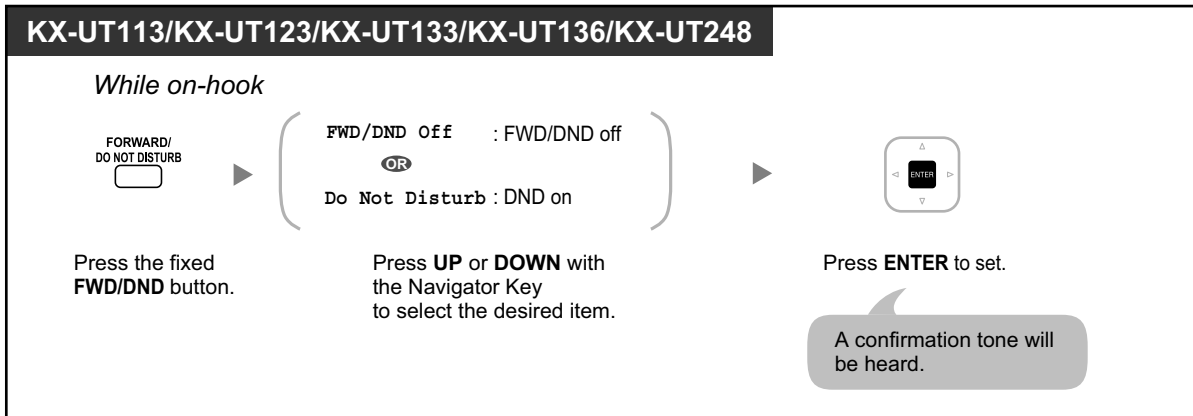 KX-UT113/KX-UT123/KX-UT133/KX-UT136/KX-UT248
While on-hook
FORWARD/
DO NOT DISTURB
FWD/DND Off : FWD/DND off
OR
Do Not Disturb : DND on
ENTER
Press the fixed
FWD/DND button.
Press UP or DOWN with
the Navigator Key
to select the desired item.
Press ENTER to set.
A confirmation tone will
be heard.